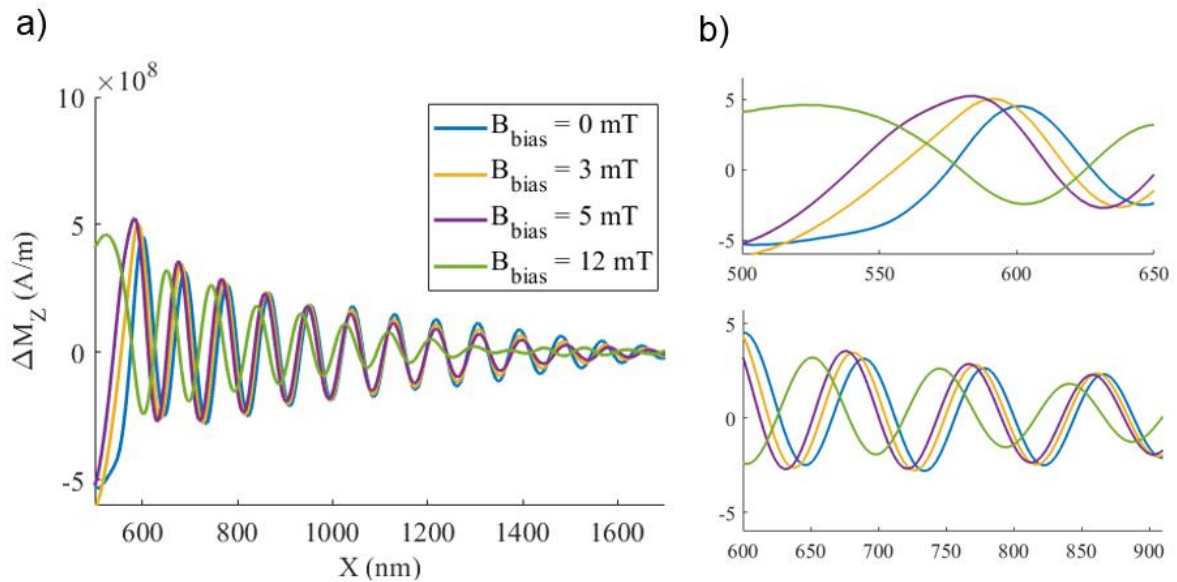 a)
×10^8
10
5
0
-5
ΔM_Z (A/m)
600 800 1000 1200 1400 1600
X (nm)
B_bias = 0 mT
B_bias = 3 mT
B_bias = 5 mT
B_bias = 12 mT
b)
5
0
-5
500 550 600 650
5
0
-5
600 650 700 750 800 850 900